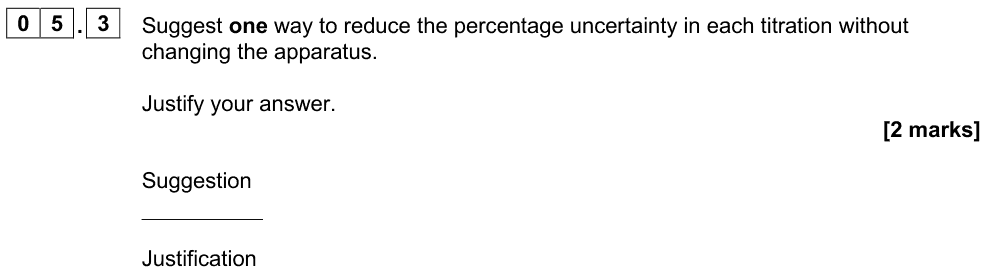 0 5 . 3 Suggest one way to reduce the percentage uncertainty in each titration without
changing the apparatus.
Justify your answer.
[2 marks]
Suggestion
Justification